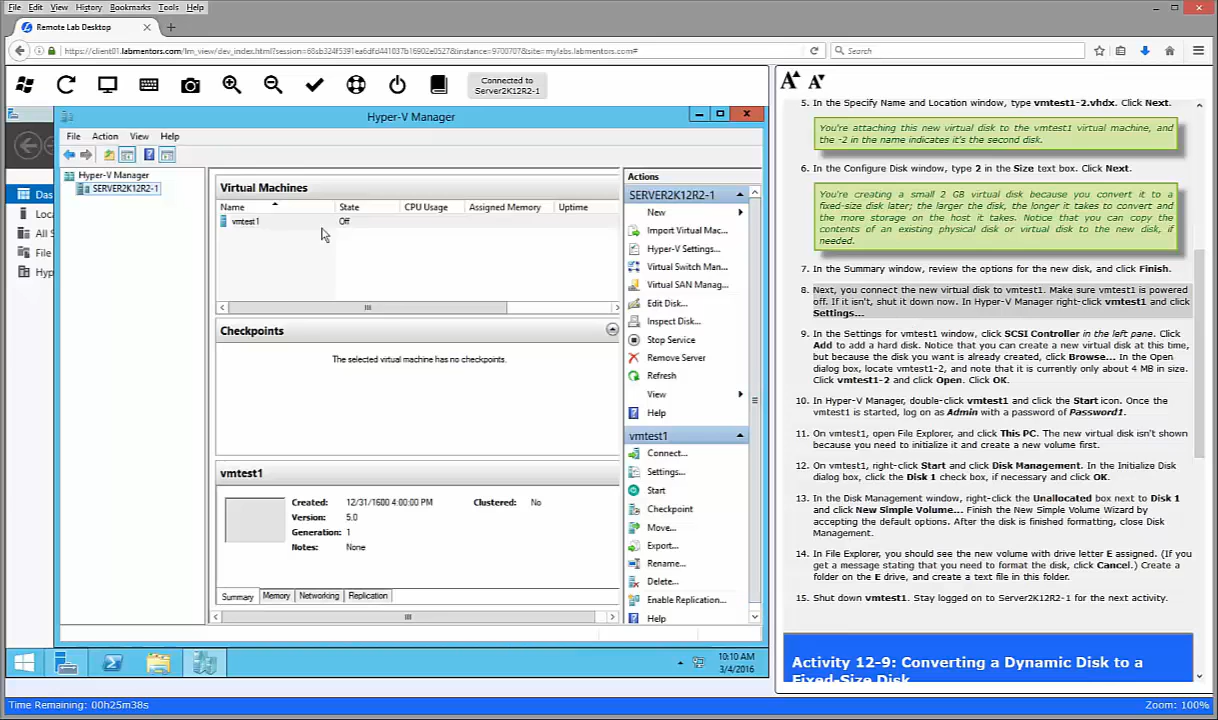 File Edit View History Bookmarks Tools Help
Remote Lab Desktop
https://client01.labmentors.com/lm_view/dev_index.html?session=
Search
Connected to
Server2K12R2-1
Hyper-V Manager
File Action View Help
Hyper-V Manager
SERVER2K12R2-1
Das
Loca
All S
File
Hyp
Virtual Machines
Name State CPU Usage Assigned Memory Uptime
vmtest1 Off
Checkpoints
The selected virtual machine has no checkpoints.
vmtest1
Created: 12/31/1600 4:00:00 PM Clustered: No
Version: 5.0
Generation: 1
Notes: None
Summary Memory Networking Replication
Actions
SERVER2K12R2-1
New
Import Virtual Mac...
Hyper-V Settings...
Virtual Switch Man...
Virtual SAN Manag...
Edit Disk...
Inspect Disk...
Stop Service
Remove Server
Refresh
View
Help
vmtest1
Connect...
Settings...
Start
Checkpoint
Move...
Export...
Rename...
Delete...
Enable Replication...
Help
10:10 AM
3/4/2016
5. In the Specify Name and Location window, type vmtest1-2.vhdx. Click Next.
You're attaching this new virtual disk to the vmtest1 virtual machine, and
the -2 in the name indicates it's the second disk.
6. In the Configure Disk window, type 2 in the Size text box. Click Next.
You're creating a small 2 GB virtual disk because you convert it to a
fixed-size disk later; the larger the disk, the longer it takes to convert and
the more storage on the host it takes. Notice that you can copy the
contents of an existing physical disk or virtual disk to the new disk, if
needed.
7. In the Summary window, review the options for the new disk, and click Finish.
8. Next, you connect the new virtual disk to vmtest1. Make sure vmtest1 is powered
off. If it isn't, shut it down now. In Hyper-V Manager right-click vmtest1 and click
Settings...
9. In the Settings for vmtest1 window, click SCSI Controller in the left pane. Click
Add to add a hard disk. Notice that you can create a new virtual disk at this time,
but because the disk you want is already created, click Browse... In the Open
dialog box, locate vmtest1-2, and note that it is currently only about 4 MB in size.
Click vmtest1-2 and click Open. Click OK.
10. In Hyper-V Manager, double-click vmtest1 and click the Start icon. Once the
vmtest1 is started, log on as Admin with a password of Password1.
11. On vmtest1, open File Explorer, and click This PC. The new virtual disk isn't shown
because you need to initialize it and create a new volume first.
12. On vmtest1, right-click Start and click Disk Management. In the Initialize Disk
dialog box, click the Disk 1 check box, if necessary and click OK.
13. In the Disk Management window, right-click the Unallocated box next to Disk 1
and click New Simple Volume... Finish the New Simple Volume Wizard by
accepting the default options. After the disk is finished formatting, close Disk
Management.
14. In File Explorer, you should see the new volume with drive letter E assigned. (If you
get a message stating that you need to format the disk, click Cancel.) Create a
folder on the E drive, and create a text file in this folder.
15. Shut down vmtest1. Stay logged on to Server2K12R2-1 for the next activity.
Activity 12-9: Converting a Dynamic Disk to a
Fixed-Size Disk
Time Remaining: 00h25m38s Zoom: 100%